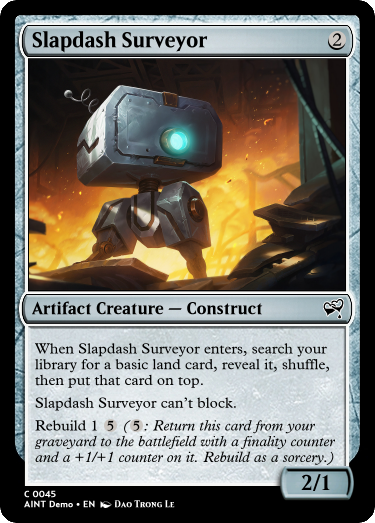 Slapdash Surveyor 2
Artifact Creature — Construct
When Slapdash Surveyor enters, search your
library for a basic land card, reveal it, shuffle,
then put that card on top.
Slapdash Surveyor can't block.
Rebuild 1 5 (5: Return this card from your
graveyard to the battlefield with a finality counter
and a +1/+1 counter on it. Rebuild as a sorcery.)
2/1
C 0045
AINT Demo • EN Dao Trong Le